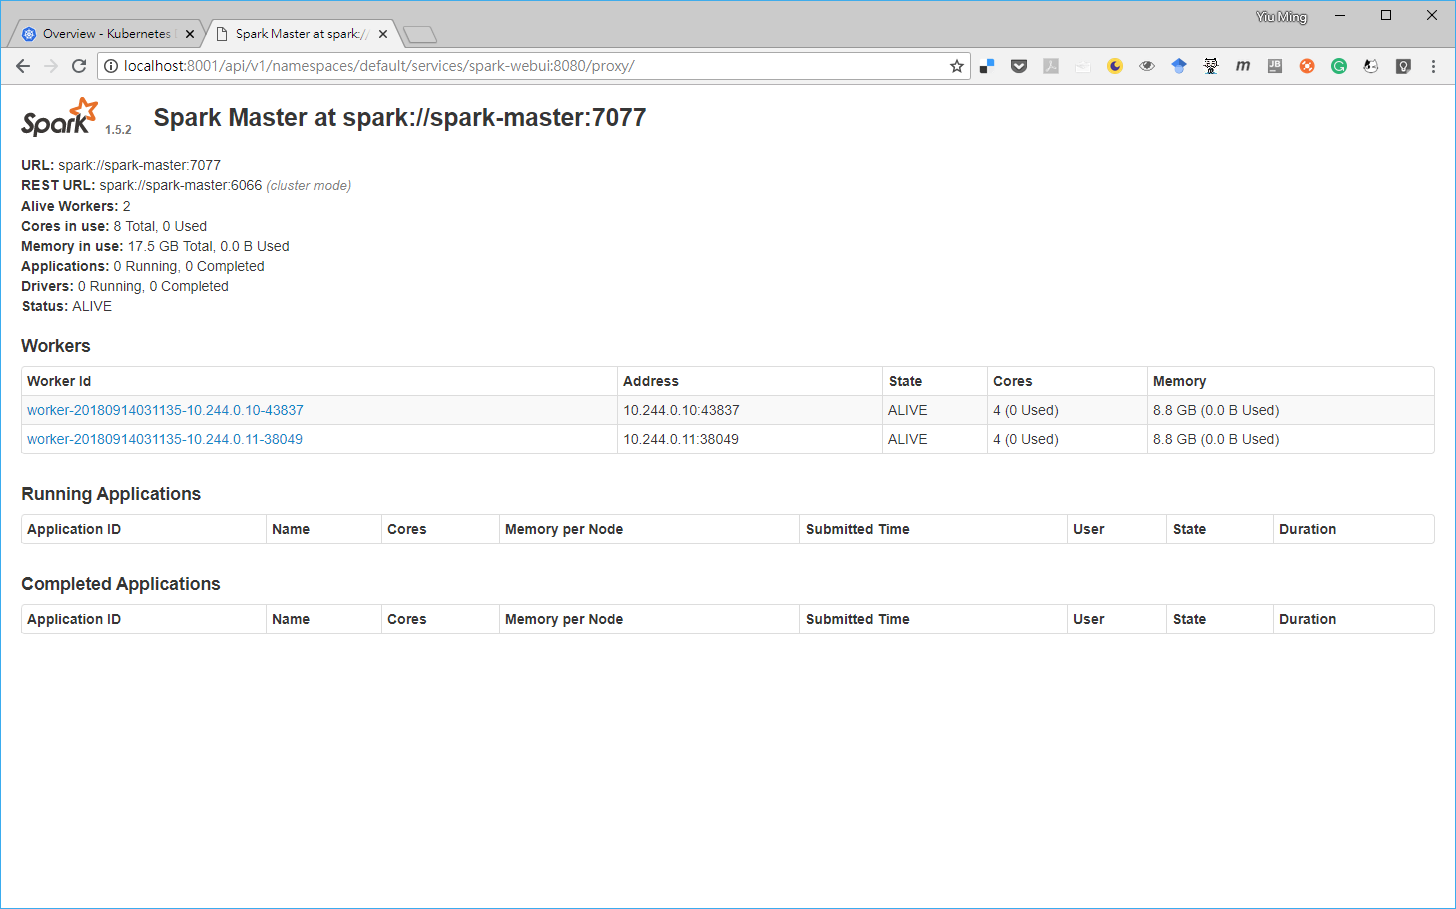 Yiu Ming
Overview - Kubernetes
Spark Master at spark://
localhost:8001/api/v1/namespaces/default/services/spark-webui:8080/proxy/
m
JB
Spark 1.5.2 Spark Master at spark://spark-master:7077
URL: spark://spark-master:7077
REST URL: spark://spark-master:6066 (cluster mode)
Alive Workers: 2
Cores in use: 8 Total, 0 Used
Memory in use: 17.5 GB Total, 0.0 B Used
Applications: 0 Running, 0 Completed
Drivers: 0 Running, 0 Completed
Status: ALIVE
Workers
Worker Id Address State Cores Memory
worker-20180914031135-10.244.0.10-43837 10.244.0.10:43837 ALIVE 4 (0 Used) 8.8 GB (0.0 B Used)
worker-20180914031135-10.244.0.11-38049 10.244.0.11:38049 ALIVE 4 (0 Used) 8.8 GB (0.0 B Used)
Running Applications
Application ID Name Cores Memory per Node Submitted Time User State Duration
Completed Applications
Application ID Name Cores Memory per Node Submitted Time User State Duration